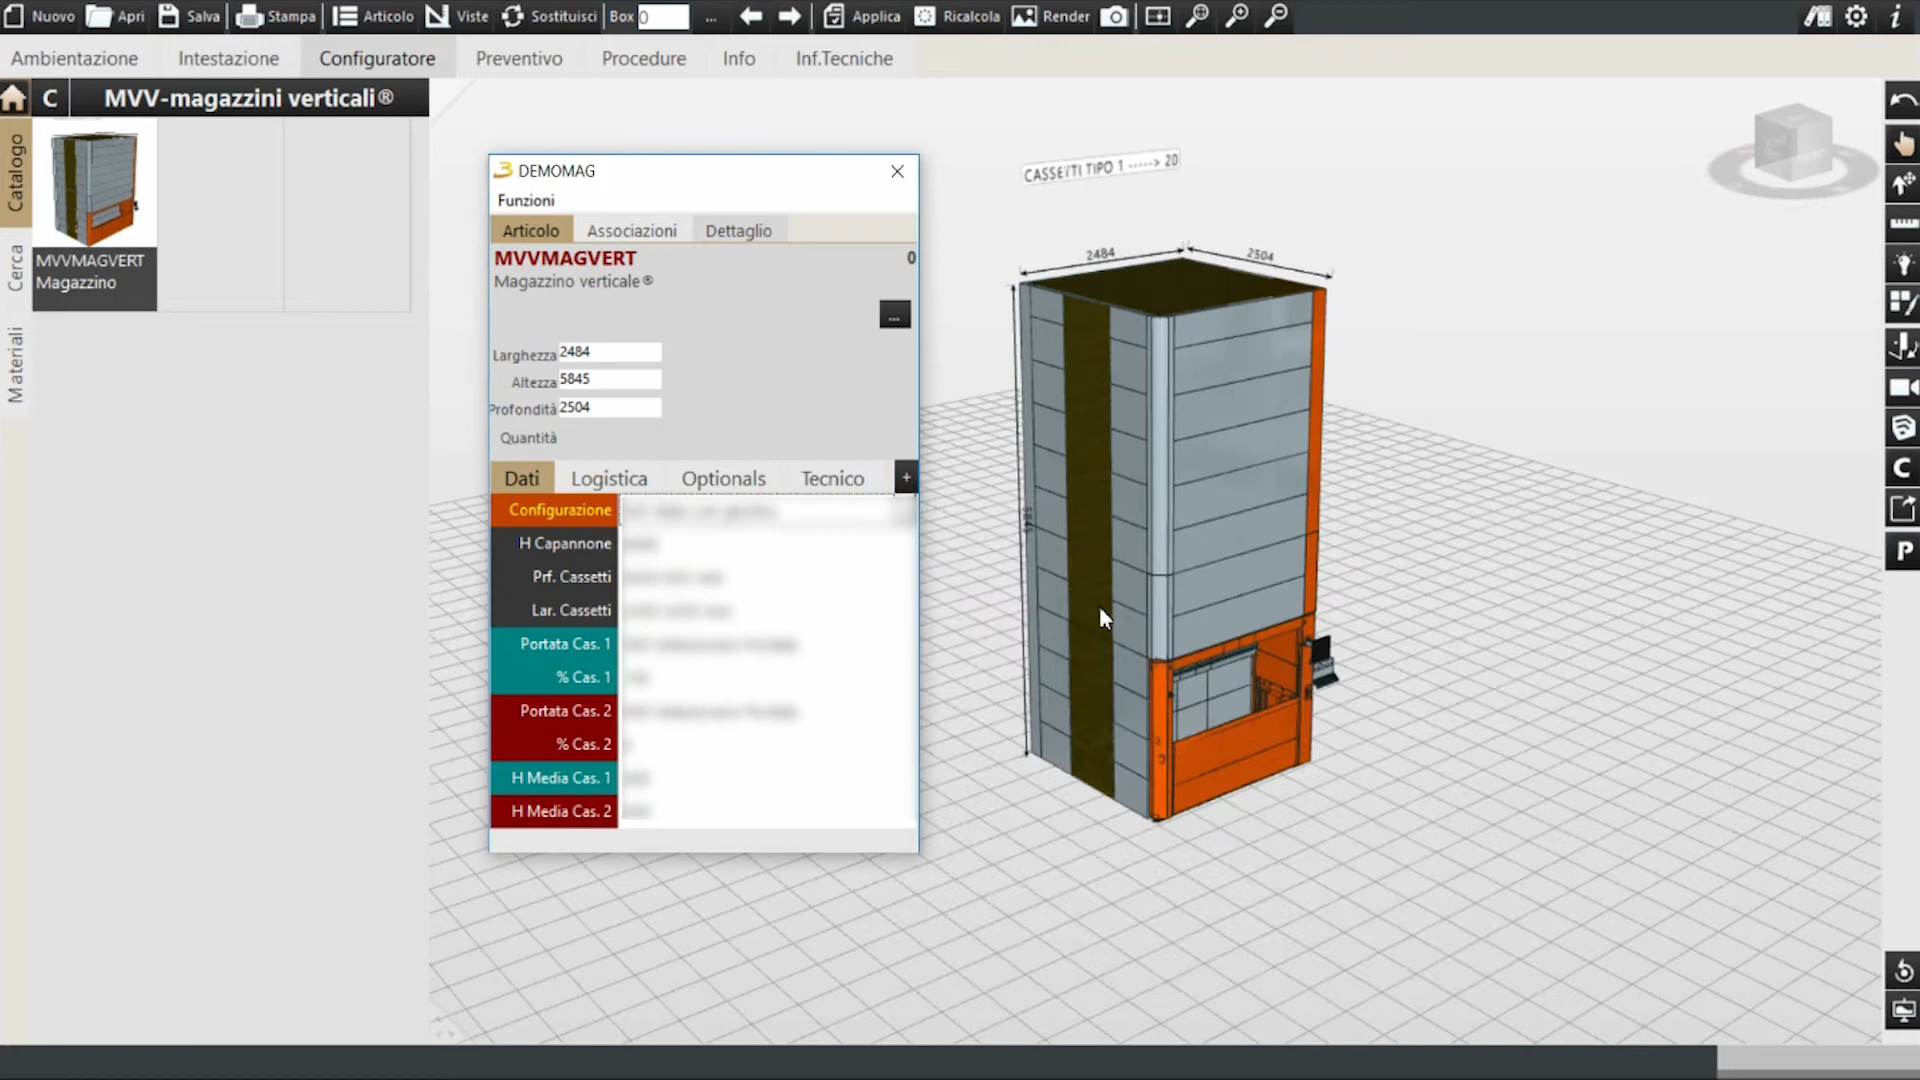 Nuovo Apri Salva Stampa Articolo Viste Sostituisci Box 0 ... Applica Ricalcola Render
Ambientazione Intestazione Configuratore Preventivo Procedure Info Inf.Tecniche
C MVV-magazzini verticali®
Catalogo
Cerca
Materiali
MVVMAGVERT
Magazzino
DEMOMAG
Funzioni
Articolo Associazioni Dettaglio
MVVMAGVERT 0
Magazzino verticale®
...
Larghezza 2484
Altezza 5845
Profondità 2504
Quantità
Dati Logistica Optionals Tecnico +
Configurazione
H Capannone
Prf. Cassetti
Lar. Cassetti
Portata Cas. 1
% Cas. 1
Portata Cas. 2
% Cas. 2
H Media Cas. 1
H Media Cas. 2
CASSETTI TIPO 1 -----> 20
2484 2504
5845
C
P